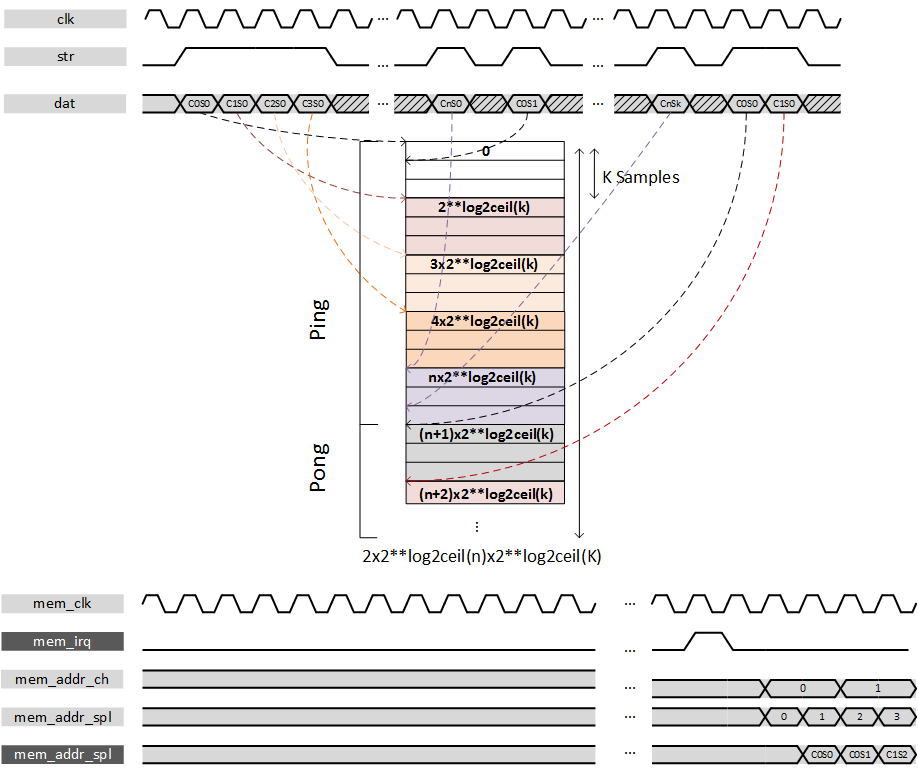 clk
... ...
str
... ...
dat
C0S0 C1S0 C2S0 C3S0 ... CnS0 C0S1 ... CnSk C0S0 C1S0
0
K Samples
2**log2ceil(k)
3x2**log2ceil(k)
4x2**log2ceil(k)
Ping
nx2**log2ceil(k)
(n+1)x2**log2ceil(k)
Pong
(n+2)x2**log2ceil(k)
...
2x2**log2ceil(n)x2**log2ceil(K)
mem_clk
...
mem_irq
...
mem_addr_ch
... 0 1
mem_addr_spl
... 0 1 2 3
mem_addr_spl
... C0S0 C0S1 C1S2